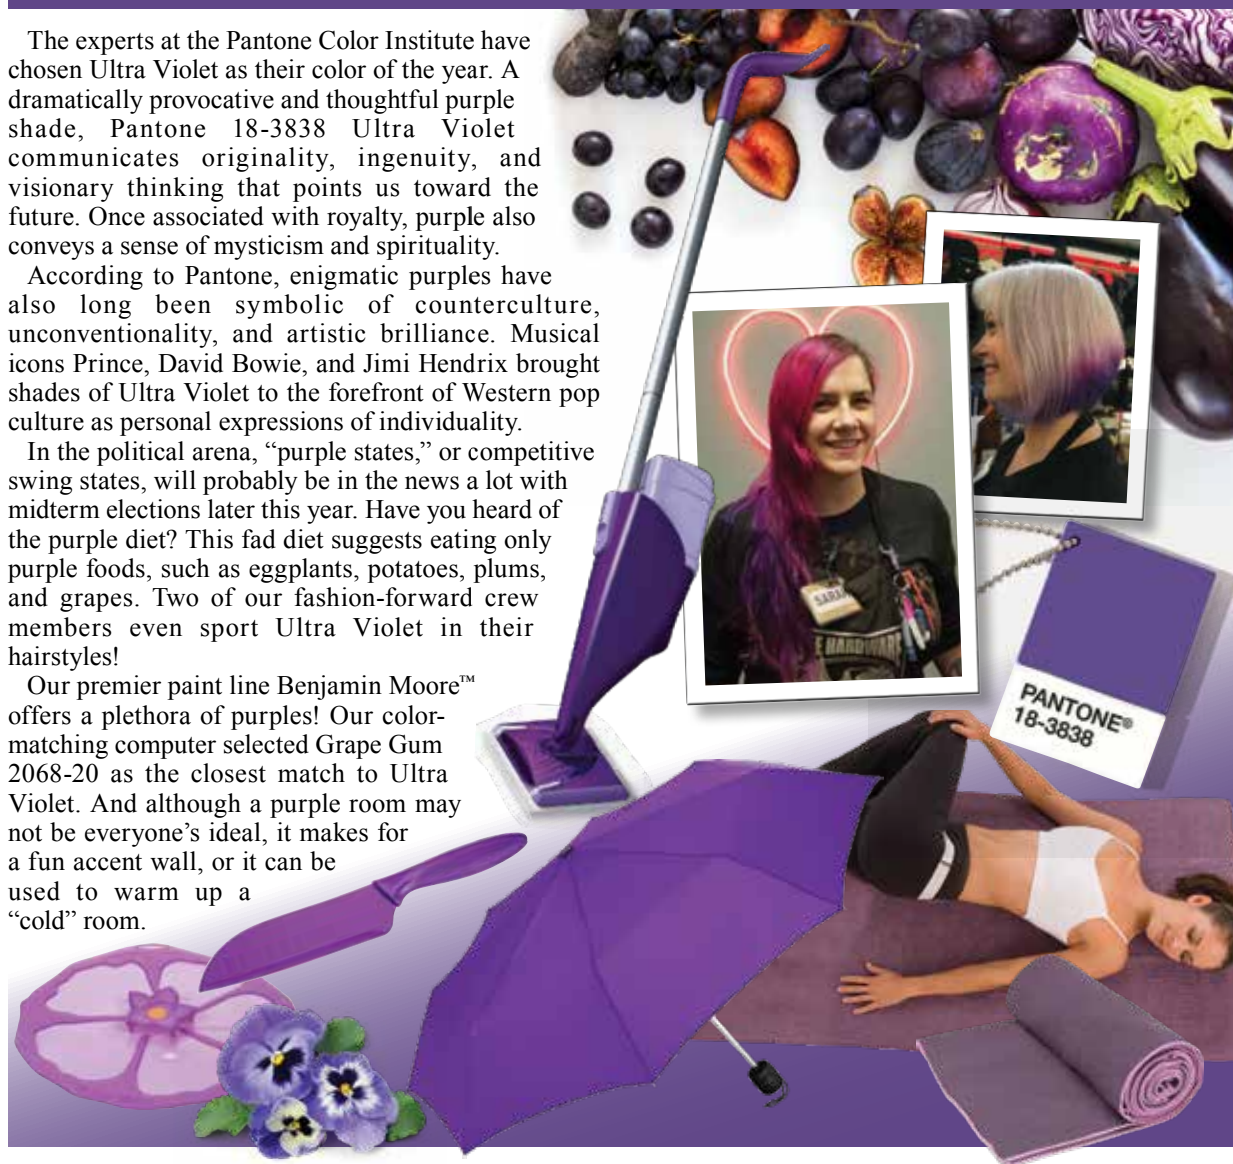 The experts at the Pantone Color Institute have
chosen Ultra Violet as their color of the year. A
dramatically provocative and thoughtful purple
shade, Pantone 18-3838 Ultra Violet
communicates originality, ingenuity, and
visionary thinking that points us toward the
future. Once associated with royalty, purple also
conveys a sense of mysticism and spirituality.
According to Pantone, enigmatic purples have
also long been symbolic of counterculture,
unconventionality, and artistic brilliance. Musical
icons Prince, David Bowie, and Jimi Hendrix brought
shades of Ultra Violet to the forefront of Western pop
culture as personal expressions of individuality.
In the political arena, “purple states,” or competitive
swing states, will probably be in the news a lot with
midterm elections later this year. Have you heard of
the purple diet? This fad diet suggests eating only
purple foods, such as eggplants, potatoes, plums,
and grapes. Two of our fashion-forward crew
members even sport Ultra Violet in their
hairstyles!
Our premier paint line Benjamin Moore™
offers a plethora of purples! Our color-
matching computer selected Grape Gum
2068-20 as the closest match to Ultra
Violet. And although a purple room may
not be everyone’s ideal, it makes for
a fun accent wall, or it can be
used to warm up a
“cold” room.
HARDWARE
PANTONE®
18-3838